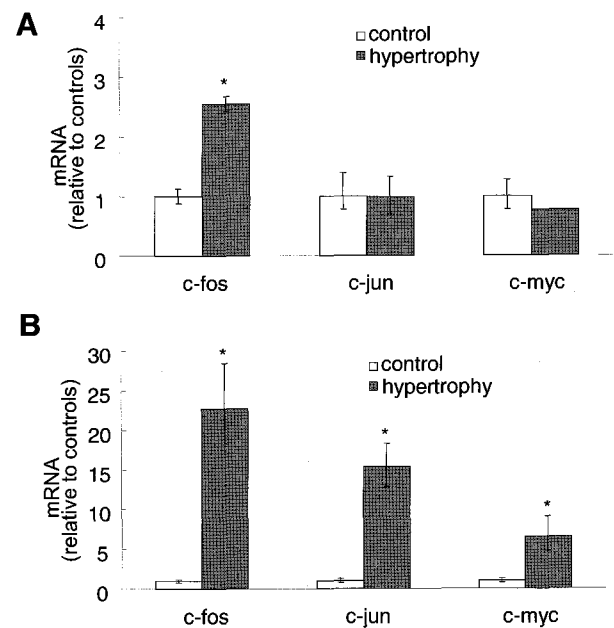 A
4
3
2
1
0
mRNA
(relative to controls)
control
hypertrophy
*
c-fos
c-jun
c-myc
B
30
25
20
15
10
5
0
mRNA
(relative to controls)
control
hypertrophy
*
*
*
c-fos
c-jun
c-myc